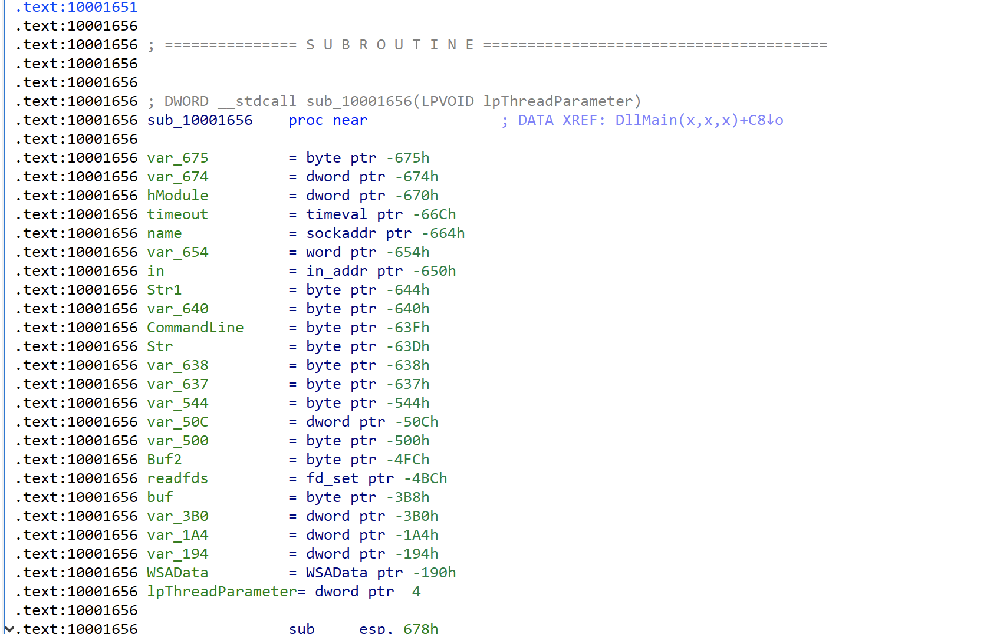 .text:10001651
.text:10001656
.text:10001656 ; =============== S U B R O U T I N E =======================================
.text:10001656
.text:10001656
.text:10001656 ; DWORD __stdcall sub_10001656(LPVOID lpThreadParameter)
.text:10001656 sub_10001656    proc near               ; DATA XREF: DllMain(x,x,x)+C8↓o
.text:10001656
.text:10001656 var_675         = byte ptr -675h
.text:10001656 var_674         = dword ptr -674h
.text:10001656 hModule         = dword ptr -670h
.text:10001656 timeout         = timeval ptr -66Ch
.text:10001656 name            = sockaddr ptr -664h
.text:10001656 var_654         = word ptr -654h
.text:10001656 in              = in_addr ptr -650h
.text:10001656 Str1            = byte ptr -644h
.text:10001656 var_640         = byte ptr -640h
.text:10001656 CommandLine     = byte ptr -63Fh
.text:10001656 Str             = byte ptr -63Dh
.text:10001656 var_638         = byte ptr -638h
.text:10001656 var_637         = byte ptr -637h
.text:10001656 var_544         = byte ptr -544h
.text:10001656 var_50C         = dword ptr -50Ch
.text:10001656 var_500         = byte ptr -500h
.text:10001656 Buf2            = byte ptr -4FCh
.text:10001656 readfds         = fd_set ptr -4BCh
.text:10001656 buf             = byte ptr -3B8h
.text:10001656 var_3B0         = dword ptr -3B0h
.text:10001656 var_1A4         = dword ptr -1A4h
.text:10001656 var_194         = dword ptr -194h
.text:10001656 WSAData         = WSAData ptr -190h
.text:10001656 lpThreadParameter= dword ptr  4
.text:10001656
.text:10001656                 sub     esp, 678h